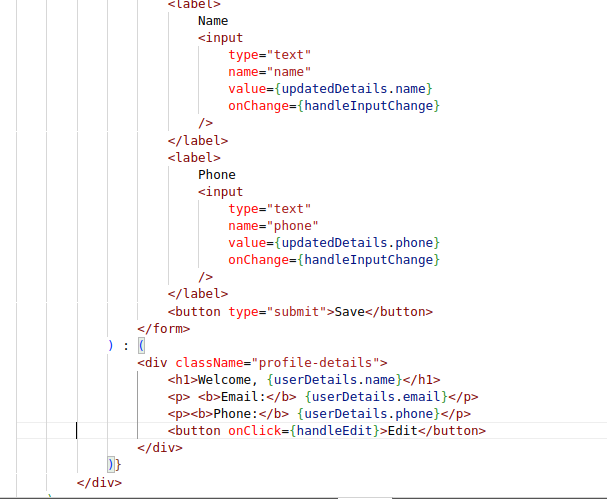 <label>
Name
<input
type="text"
name="name"
value={updatedDetails.name}
onChange={handleInputChange}
/>
</label>
<label>
Phone
<input
type="text"
name="phone"
value={updatedDetails.phone}
onChange={handleInputChange}
/>
</label>
<button type="submit">Save</button>
</form>
) : (
<div className="profile-details">
<h1>Welcome, {userDetails.name}</h1>
<p> <b>Email:</b> {userDetails.email}</p>
<p><b>Phone:</b> {userDetails.phone}</p>
<button onClick={handleEdit}>Edit</button>
</div>
)}
</div>